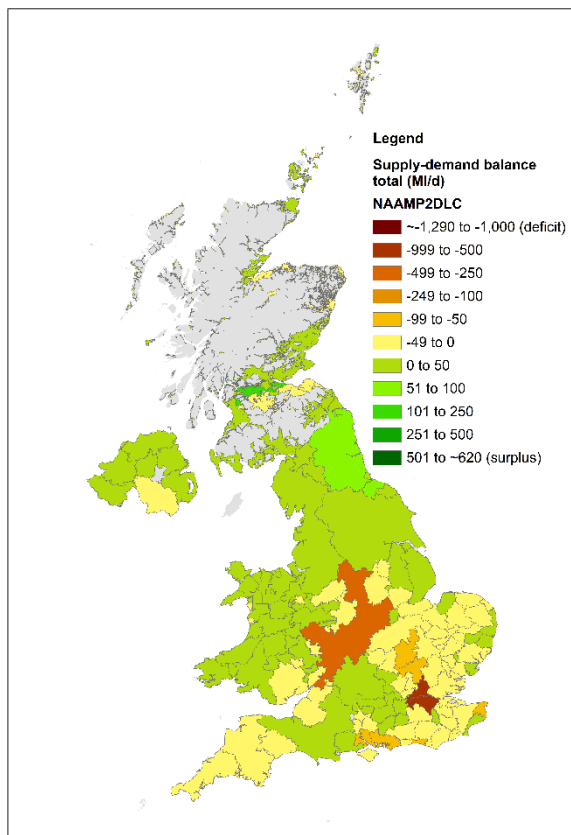 Legend
Supply-demand balance
total (Ml/d)
NAAMP2DLC
~-1,290 to -1,000 (deficit)
-999 to -500
-499 to -250
-249 to -100
-99 to -50
-49 to 0
0 to 50
51 to 100
101 to 250
251 to 500
501 to ~620 (surplus)